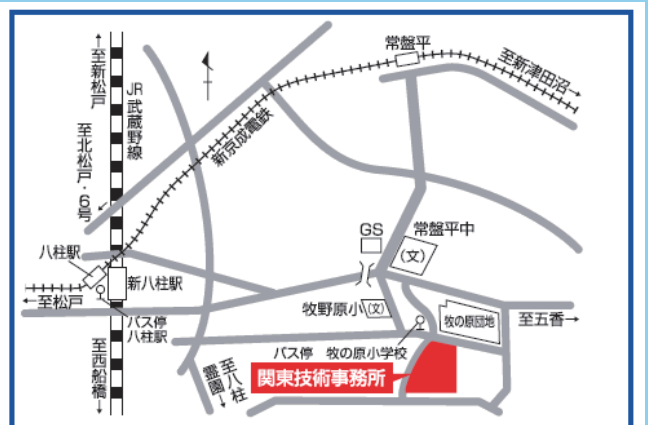 常盤平
←至新松戸
JR武蔵野線
至新津田沼→
新京成電鉄
至北松戸・6号
←
八柱駅
新八柱駅
←至松戸
バス停
八柱駅
至西船橋→
GS
常盤平中
(文)
牧野原小(文)
牧の原団地
至五香→
バス停 牧の原小学校
至八柱霊園→
関東技術事務所